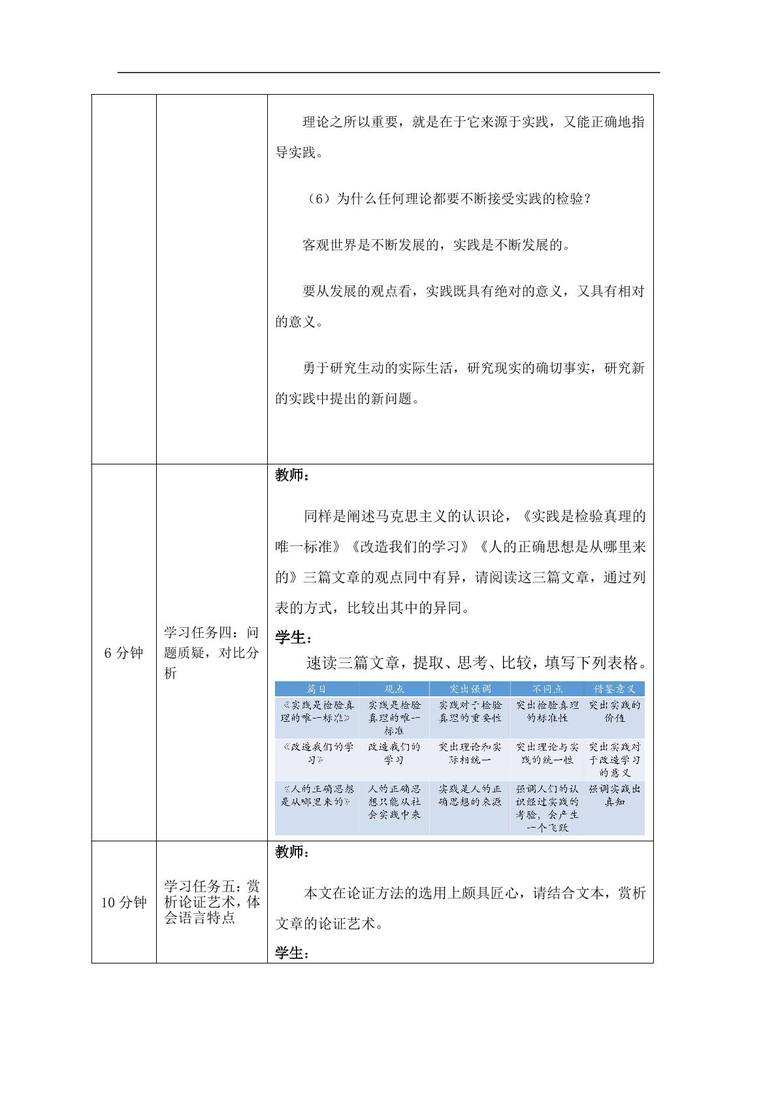 理论之所以重要，就是在于它来源于实践，又能正确地指
导实践。
（6）为什么任何理论都要不断接受实践的检验？
客观世界是不断发展的，实践是不断发展的。
要从发展的观点看，实践既具有绝对的意义，又具有相对
的意义。
勇于研究生动的实际生活，研究现实的确切事实，研究新
的实践中提出的新问题。
6 分钟
学习任务四：问
题质疑，对比分
析
教师：
同样是阐述马克思主义的认识论，《实践是检验真理的
唯一标准》《改造我们的学习》《人的正确思想是从哪里来
的》三篇文章的观点同中有异，请阅读这三篇文章，通过列
表的方式，比较出其中的异同。
学生：
速读三篇文章，提取、思考、比较，填写下列表格。
篇目 观点 突出强调 不同点 借鉴意义
《实践是检验真 实践是检验 实践对于检验 突出检验真理 突出实践的
理的唯一标准》 真理的唯一 真理的重要性 的标准性 价值
标准
《改造我们的学 改造我们的 突出理论和实 突出理论与实 突出实践对
习》 学习 际相统一 践的统一性 于改造学习
的意义
《人的正确思想 人的正确思 实践是人的正 强调人们的认 强调实践出
是从哪里来的》 想只能从社 确思想的来源 识经过实践的 真知
会实践中来 考验，会产生
一个飞跃
10 分钟
学习任务五：赏
析论证艺术，体
会语言特点
教师：
本文在论证方法的选用上颇具匠心，请结合文本，赏析
文章的论证艺术。
学生：